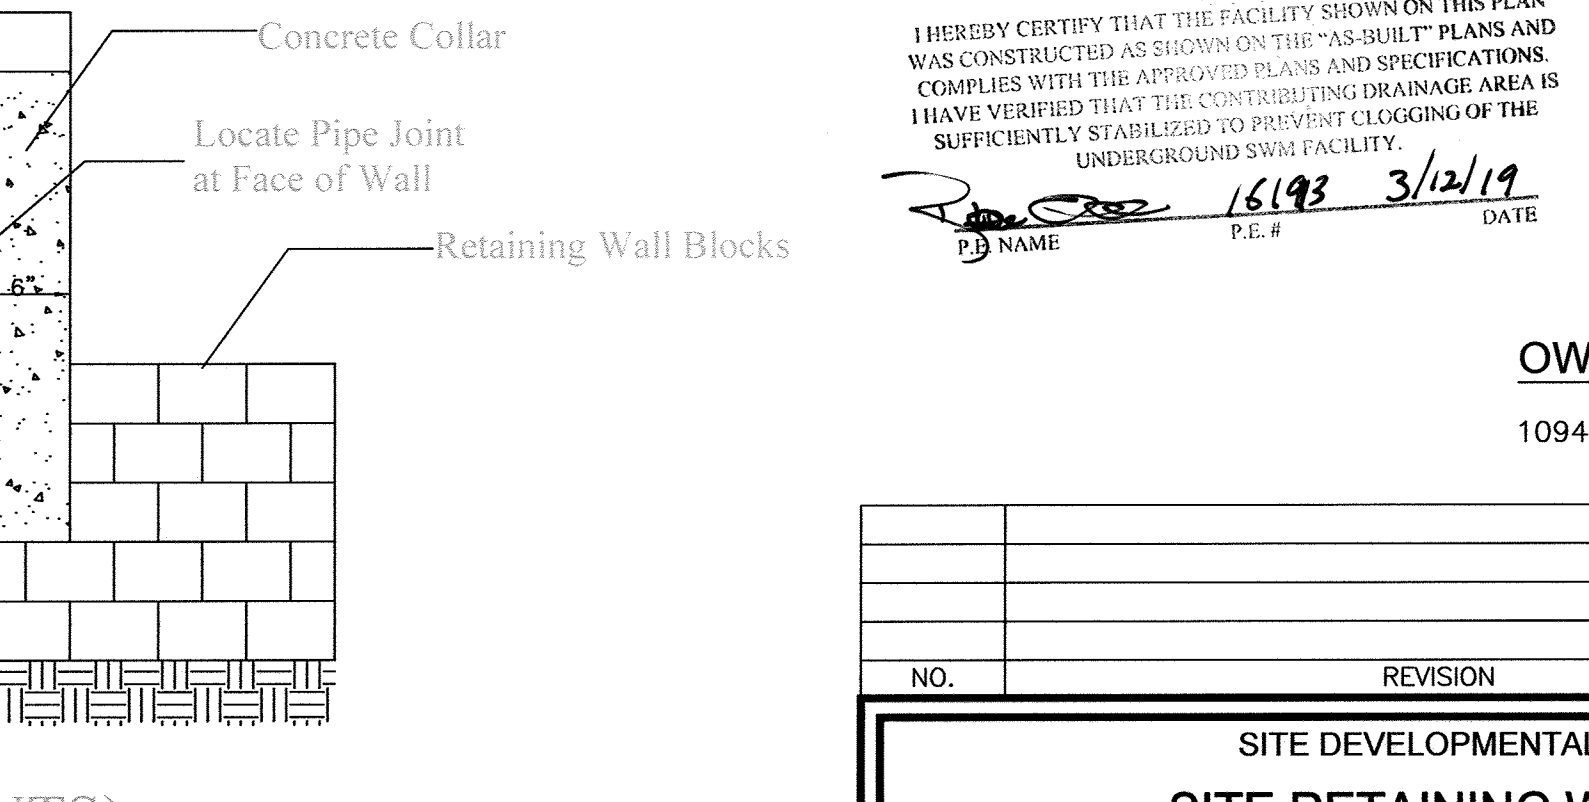 Concrete Collar
Locate Pipe Joint
at Face of Wall
Retaining Wall Blocks
6"
I HEREBY CERTIFY THAT THE FACILITY SHOWN ON THIS PLAN
WAS CONSTRUCTED AS SHOWN ON THE "AS-BUILT" PLANS AND
COMPLIES WITH THE APPROVED PLANS AND SPECIFICATIONS.
I HAVE VERIFIED THAT THE CONTRIBUTING DRAINAGE AREA IS
SUFFICIENTLY STABILIZED TO PREVENT CLOGGING OF THE
UNDERGROUND SWM FACILITY.
16193 3/12/19
P.E. NAME P.E. # DATE
OW
1094
NO. REVISION
SITE DEVELOPMENTAL
SITE RETAINING W